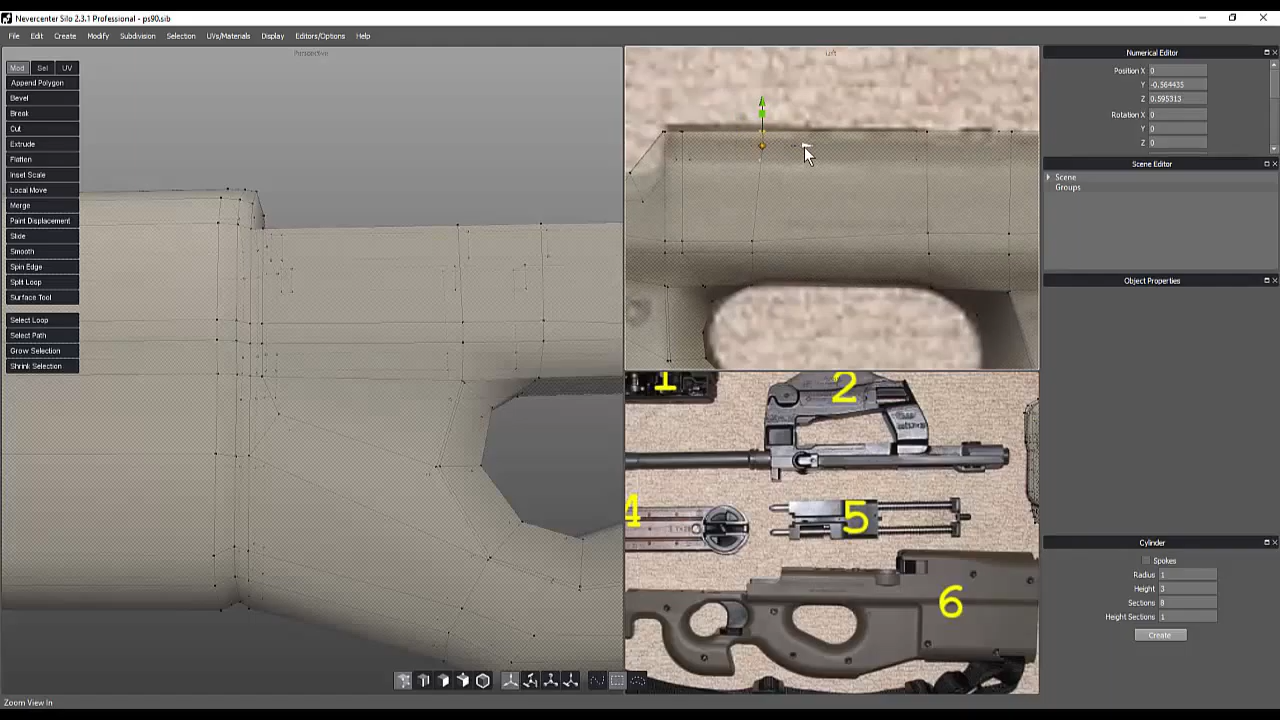 Nevercenter Silo 2.3.1 Professional - ps90.sib
File Edit Create Modify Subdivision Selection UVs/Materials Display Editors/Options Help
Perspective
Left
Mod Sel UV
Append Polygon
Bevel
Break
Cut
Extrude
Flatten
Inset Scale
Local Move
Merge
Paint Displacement
Slide
Smooth
Spin Edge
Split Loop
Surface Tool
Select Loop
Select Path
Grow Selection
Shrink Selection
1
2
4
5
6
Numerical Editor
Position X 0
Y -0.564435
Z 0.595313
Rotation X 0
Y 0
Z 0
Scene Editor
Scene
Groups
Object Properties
Cylinder
Spokes
Radius 1
Height 3
Sections 8
Height Sections 1
Create
Zoom View In